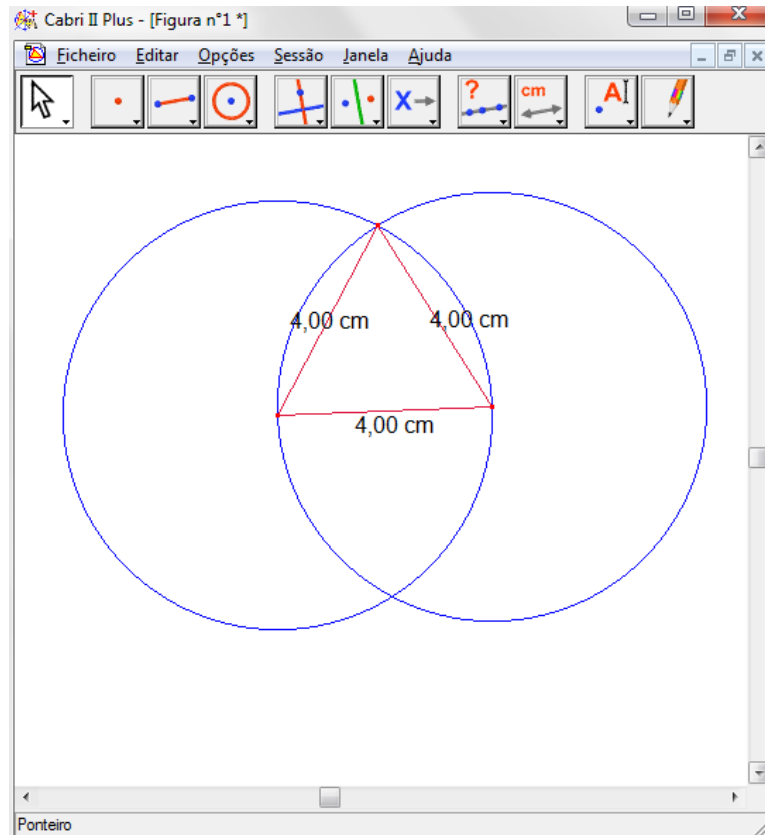 Cabri II Plus - [Figura n°1 *]
Ficheiro Editar Opções Sessão Janela Ajuda
X ? cm A
4,00 cm 4,00 cm
4,00 cm
Ponteiro